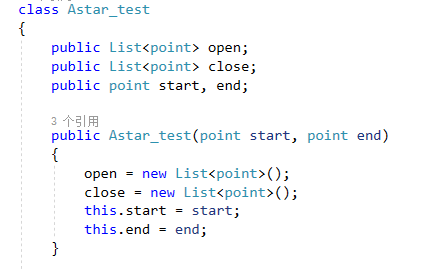 class Astar_test
{
public List<point> open;
public List<point> close;
public point start, end;
3 个引用
public Astar_test(point start, point end)
{
open = new List<point>();
close = new List<point>();
this.start = start;
this.end = end;
}